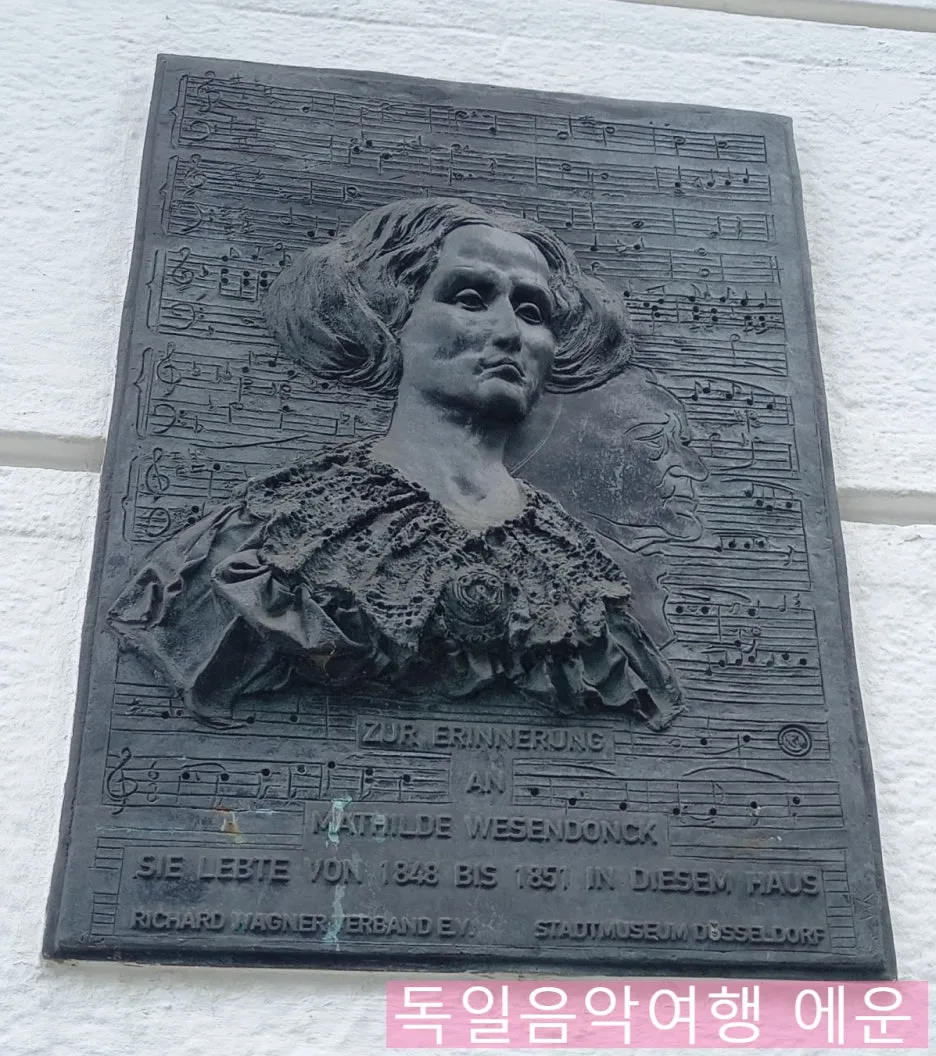 ZUR ERINNERUNG
AN
MATHILDE WESENDONCK
SIE LEBTE VON 1848 BIS 1851 IN DIESEM HAUS
RICHARD WAGNER VERBAND E.V. STADTMUSEUM DÜSSELDORF
독일음악여행 에운